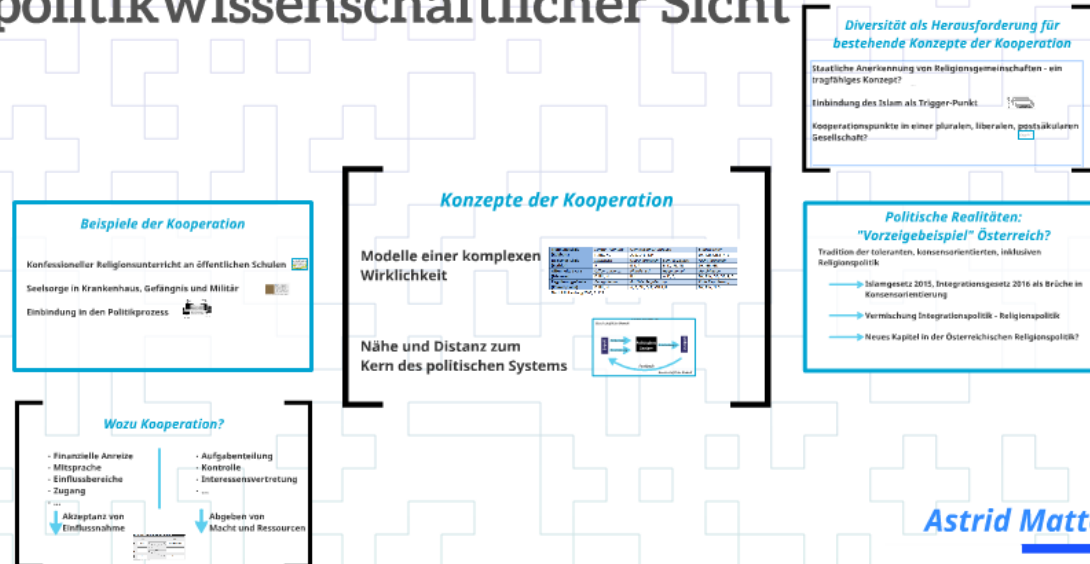 politikwissenschaftlicher Sicht
Diversität als Herausforderung für
bestehende Konzepte der Kooperation
Staatliche Anerkennung von Religionsgemeinschaften - ein
tragfähiges Konzept?
Einbindung des Islam als Trigger-Punkt
Kooperationspunkte in einer pluralen, liberalen, postsäkularen
Gesellschaft?
Beispiele der Kooperation
Konfessioneller Religionsunterricht an öffentlichen Schulen
Seelsorge in Krankenhaus, Gefängnis und Militär
Einbindung in den Politikprozess
Konzepte der Kooperation
Modelle einer komplexen
Wirklichkeit
Nähe und Distanz zum
Kern des politischen Systems
Politische Realitäten:
"Vorzeigebeispiel" Österreich?
Tradition der toleranten, konsensorientierten, inklusiven
Religionspolitik
Islamgesetz 2015, Integrationsgesetz 2016 als Brüche in
Konsensorientierung
Vermischung Integrationspolitik - Religionspolitik
Neues Kapitel in der Österreichischen Religionspolitik?
Wozu Kooperation?
- Finanzielle Anreize
- Mitsprache
- Einflussbereiche
- Zugang
- ...
Akzeptanz von
Einflussnahme
- Aufgabenteilung
- Kontrolle
- Interessensvertretung
- ...
Abgeben von
Macht und Ressourcen
Astrid Matt